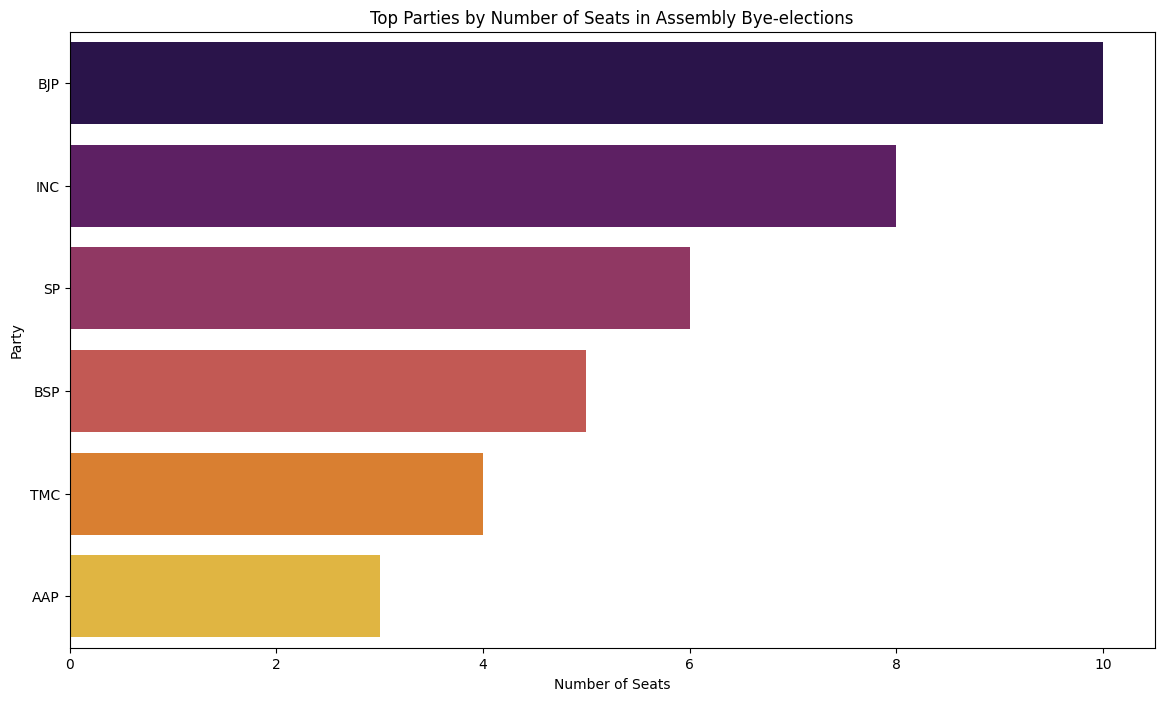 Top Parties by Number of Seats in Assembly Bye-elections
Party
BJP
INC
SP
BSP
TMC
AAP
0 2 4 6 8 10
Number of Seats